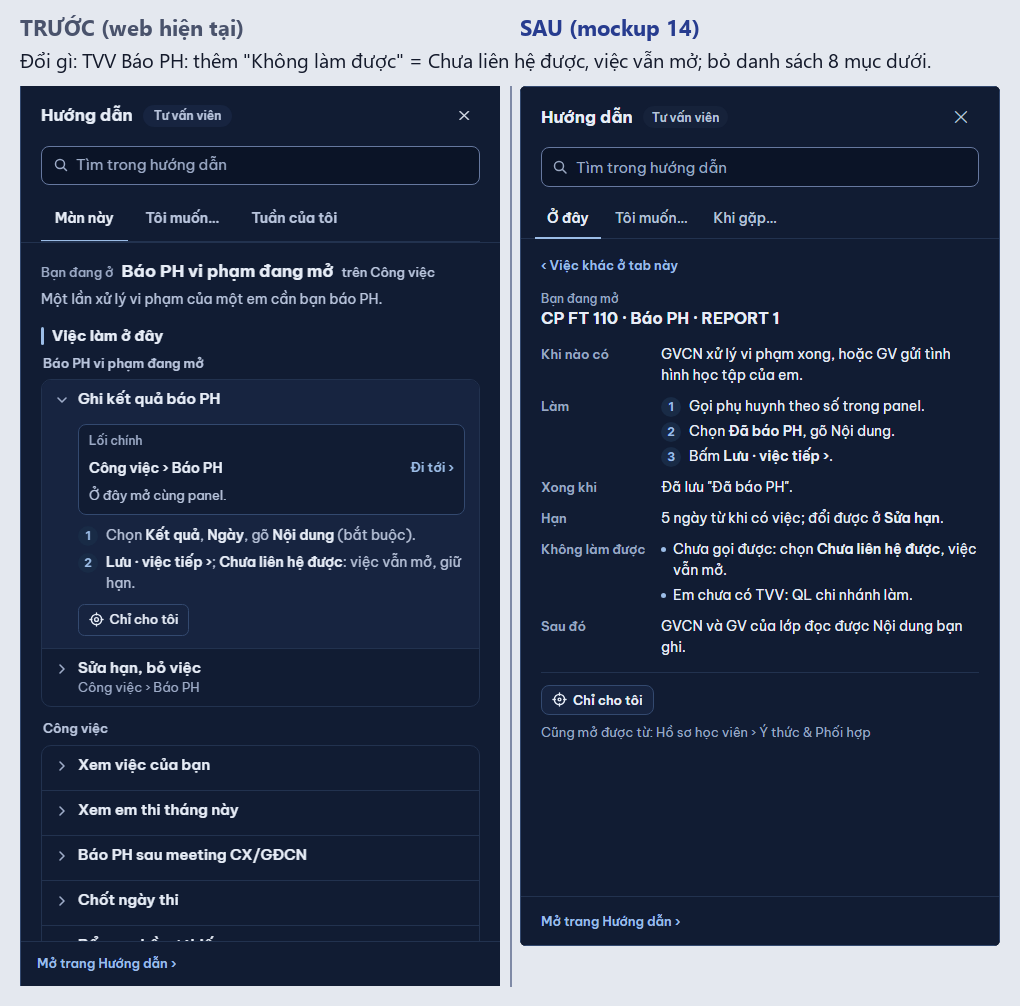 TRƯỚC (web hiện tại)
SAU (mockup 14)
Đổi gì: TVV Báo PH: thêm "Không làm được" = Chưa liên hệ được, việc vẫn mở; bỏ danh sách 8 mục dưới.
Hướng dẫn Tư vấn viên
Tìm trong hướng dẫn
Màn này Tôi muốn... Tuần của tôi
Bạn đang ở Báo PH vi phạm đang mở trên Công việc
Một lần xử lý vi phạm của một em cần bạn báo PH.
Việc làm ở đây
Báo PH vi phạm đang mở
Ghi kết quả báo PH
Lối chính
Công việc › Báo PH Đi tới ›
Ở đây mở cùng panel.
1 Chọn Kết quả, Ngày, gõ Nội dung (bắt buộc).
2 Lưu · việc tiếp ›; Chưa liên hệ được: việc vẫn mở, giữ
hạn.
Chỉ cho tôi
Sửa hạn, bỏ việc
Công việc › Báo PH
Công việc
Xem việc của bạn
Xem em thi tháng này
Báo PH sau meeting CX/GĐCN
Chốt ngày thi
Mở trang Hướng dẫn ›
Hướng dẫn Tư vấn viên
Tìm trong hướng dẫn
Ở đây Tôi muốn... Khi gặp...
‹ Việc khác ở tab này
Bạn đang mở
CP FT 110 · Báo PH · REPORT 1
Khi nào có GVCN xử lý vi phạm xong, hoặc GV gửi tình
hình học tập của em.
Làm 1 Gọi phụ huynh theo số trong panel.
2 Chọn Đã báo PH, gõ Nội dung.
3 Bấm Lưu · việc tiếp ›.
Xong khi Đã lưu "Đã báo PH".
Hạn 5 ngày từ khi có việc; đổi được ở Sửa hạn.
Không làm được • Chưa gọi được: chọn Chưa liên hệ được, việc
vẫn mở.
• Em chưa có TVV: QL chi nhánh làm.
Sau đó GVCN và GV của lớp đọc được Nội dung bạn
ghi.
Chỉ cho tôi
Cũng mở được từ: Hồ sơ học viên › Ý thức & Phối hợp
Mở trang Hướng dẫn ›